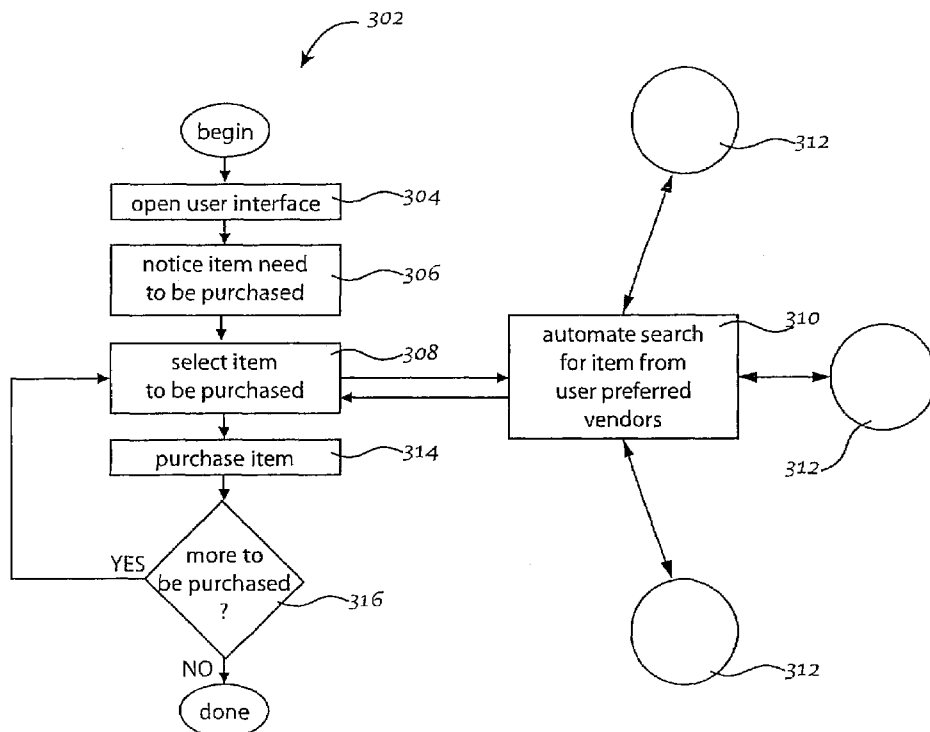 302
begin
open user interface
304
notice item need
to be purchased
306
select item
to be purchased
308
automate search
for item from
user preferred
vendors
310
312
312
312
purchase item
314
more to
be purchased
?
316
YES
NO
done